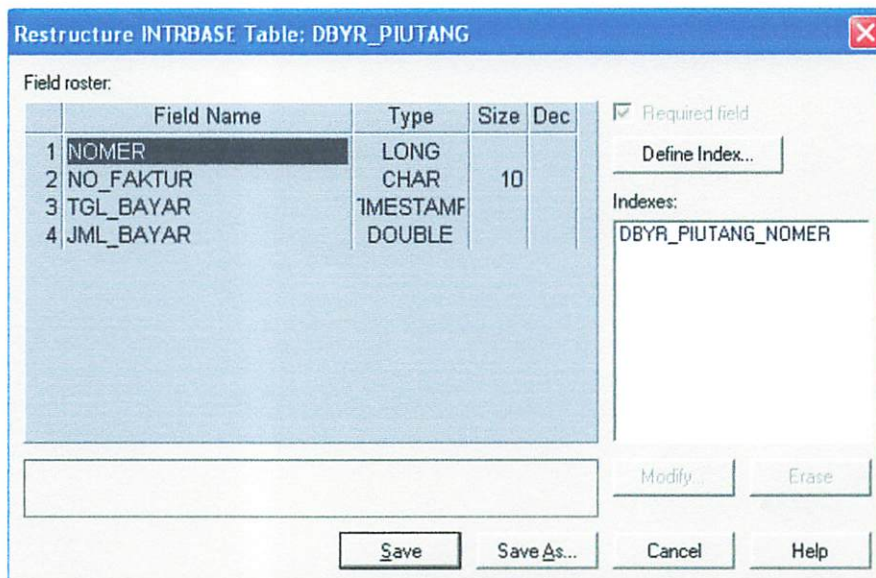 Restructure INTRBASE Table: DBYR_PIUTANG
Field roster:
Field Name Type Size Dec
1 NOMER LONG
2 NO_FAKTUR CHAR 10
3 TGL_BAYAR TIMESTAMP
4 JML_BAYAR DOUBLE
Required field
Define Index...
Indexes:
DBYR_PIUTANG_NOMER
Modify... Erase
Save Save As... Cancel Help